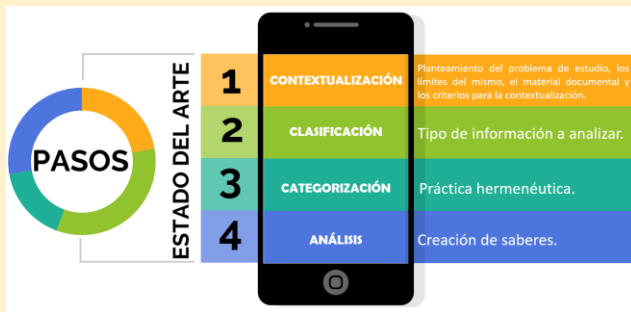 PASOS
ESTADO DEL ARTE
1
CONTEXTUALIZACIÓN
Planteamiento del problema de estudio, los
límites del mismo, el material documental y
los criterios para la contextualización.
2
CLASIFICACIÓN
Tipo de información a analizar.
3
CATEGORIZACIÓN
Práctica hermenéutica.
4
ANÁLISIS
Creación de saberes.